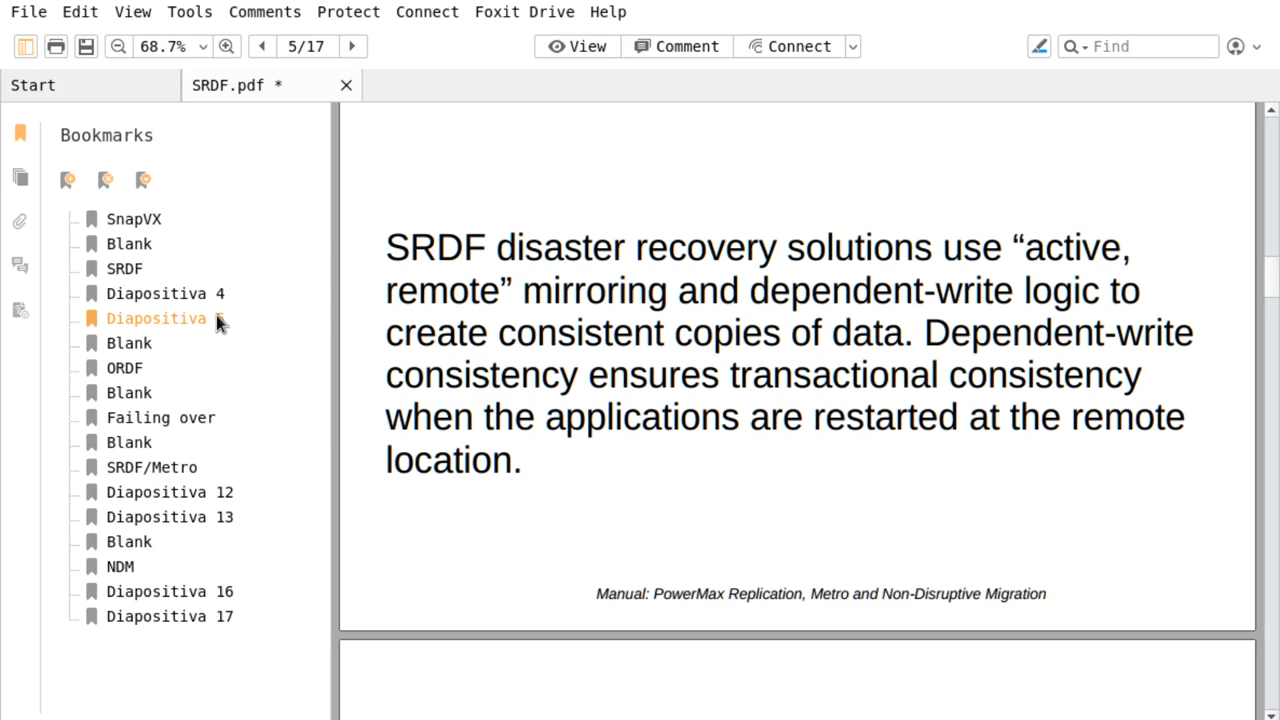 File Edit View Tools Comments Protect Connect Foxit Drive Help
68.7% 5/17 View Comment Connect Find
Start SRDF.pdf *
Bookmarks
SnapVX
Blank
SRDF
Diapositiva 4
Diapositiva
Blank
ORDF
Blank
Failing over
Blank
SRDF/Metro
Diapositiva 12
Diapositiva 13
Blank
NDM
Diapositiva 16
Diapositiva 17
SRDF disaster recovery solutions use “active,
remote” mirroring and dependent-write logic to
create consistent copies of data. Dependent-write
consistency ensures transactional consistency
when the applications are restarted at the remote
location.
Manual: PowerMax Replication, Metro and Non-Disruptive Migration